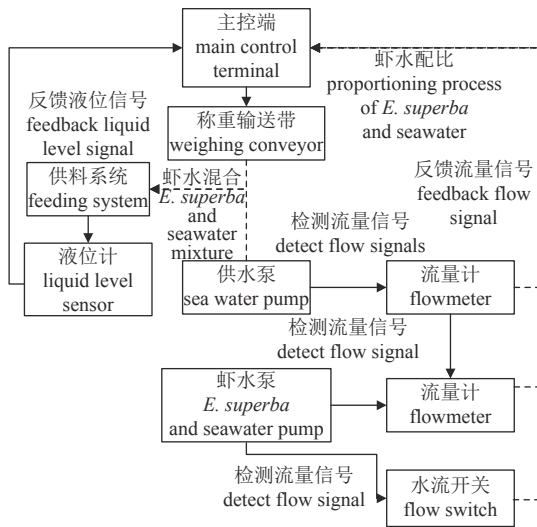 主控端
main control
terminal
虾水配比
proportioning process
of E. superba
and seawater
反馈液位信号
feedback liquid
level signal
称重输送带
weighing conveyor
供料系统
feeding system
虾水混合
E. superba
and
seawater
mixture
反馈流量信号
feedback flow
signal
检测流量信号
detect flow signals
液位计
liquid level
sensor
供水泵
sea water pump
流量计
flowmeter
检测流量信号
detect flow signal
虾水泵
E. superba
and seawater pump
流量计
flowmeter
检测流量信号
detect flow signal
水流开关
flow switch